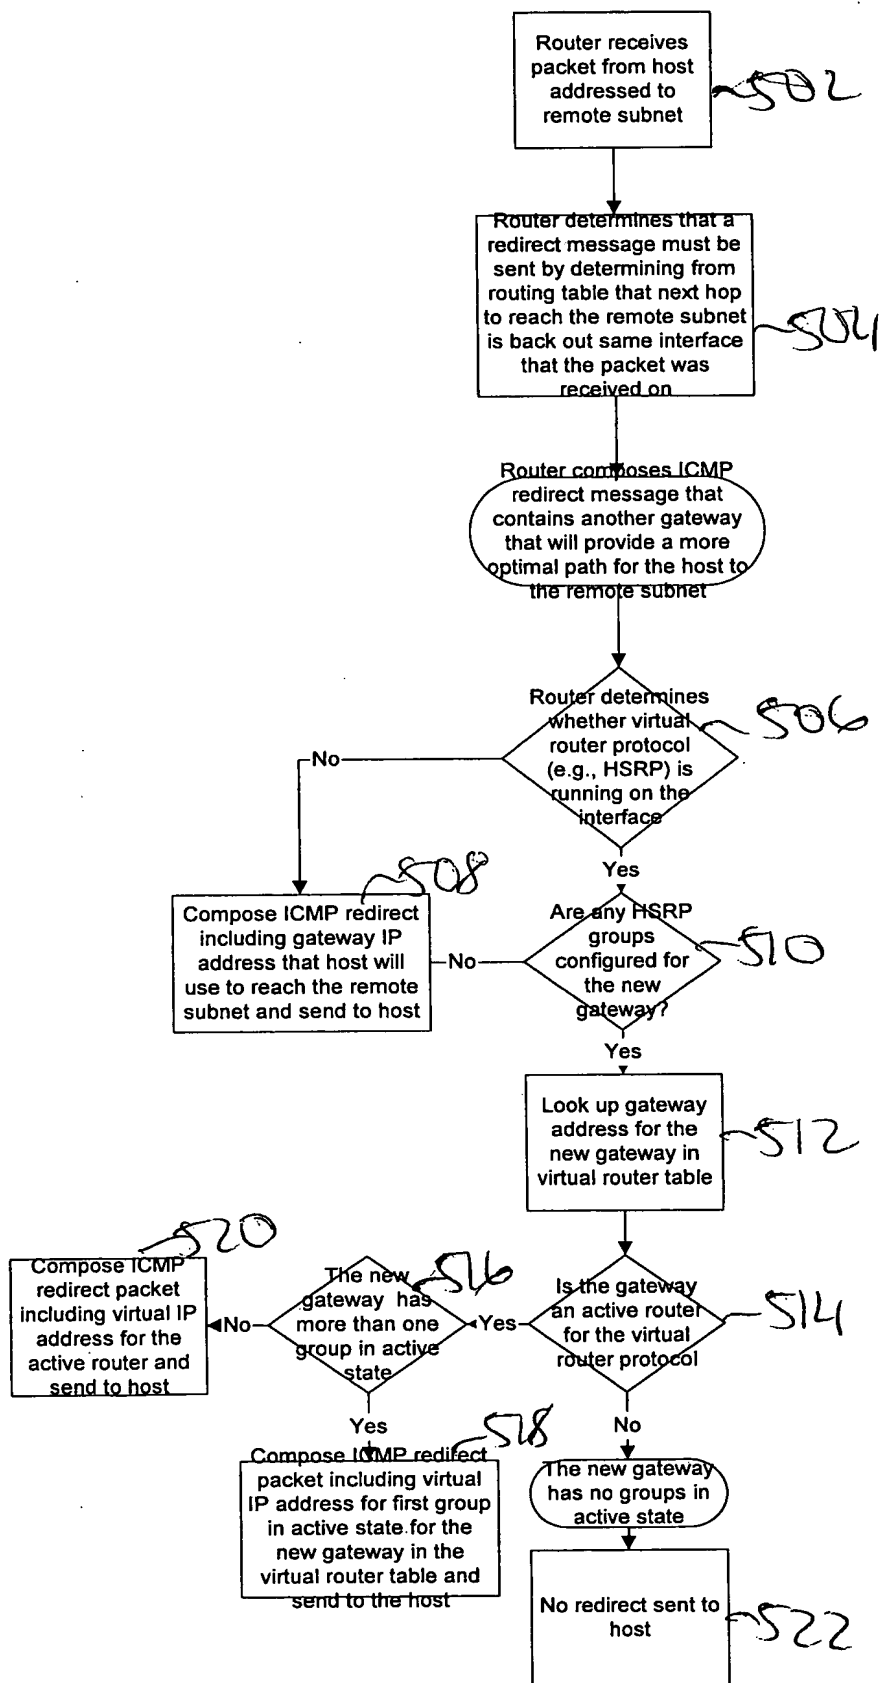 Router receives
packet from host
addressed to
remote subnet
502
Router determines that a
redirect message must be
sent by determining from
routing table that next hop
to reach the remote subnet
is back out same interface
that the packet was
received on
504
Router composes ICMP
redirect message that
contains another gateway
that will provide a more
optimal path for the host to
the remote subnet
Router determines
whether virtual
router protocol
(e.g., HSRP) is
running on the
interface
506
No
Yes
508
Compose ICMP redirect
including gateway IP
address that host will
use to reach the remote
subnet and send to host
No
Are any HSRP
groups
configured for
the new
gateway?
510
Yes
Look up gateway
address for the
new gateway in
virtual router table
512
520
Compose ICMP
redirect packet
including virtual IP
address for the
active router and
send to host
No
The new
gateway has
more than one
group in active
state
516
Yes
Is the gateway
an active router
for the virtual
router protocol
514
Yes
No
518
Compose ICMP redirect
packet including virtual
IP address for first group
in active state for the
new gateway in the
virtual router table and
send to the host
The new gateway
has no groups in
active state
No redirect sent to
host
522